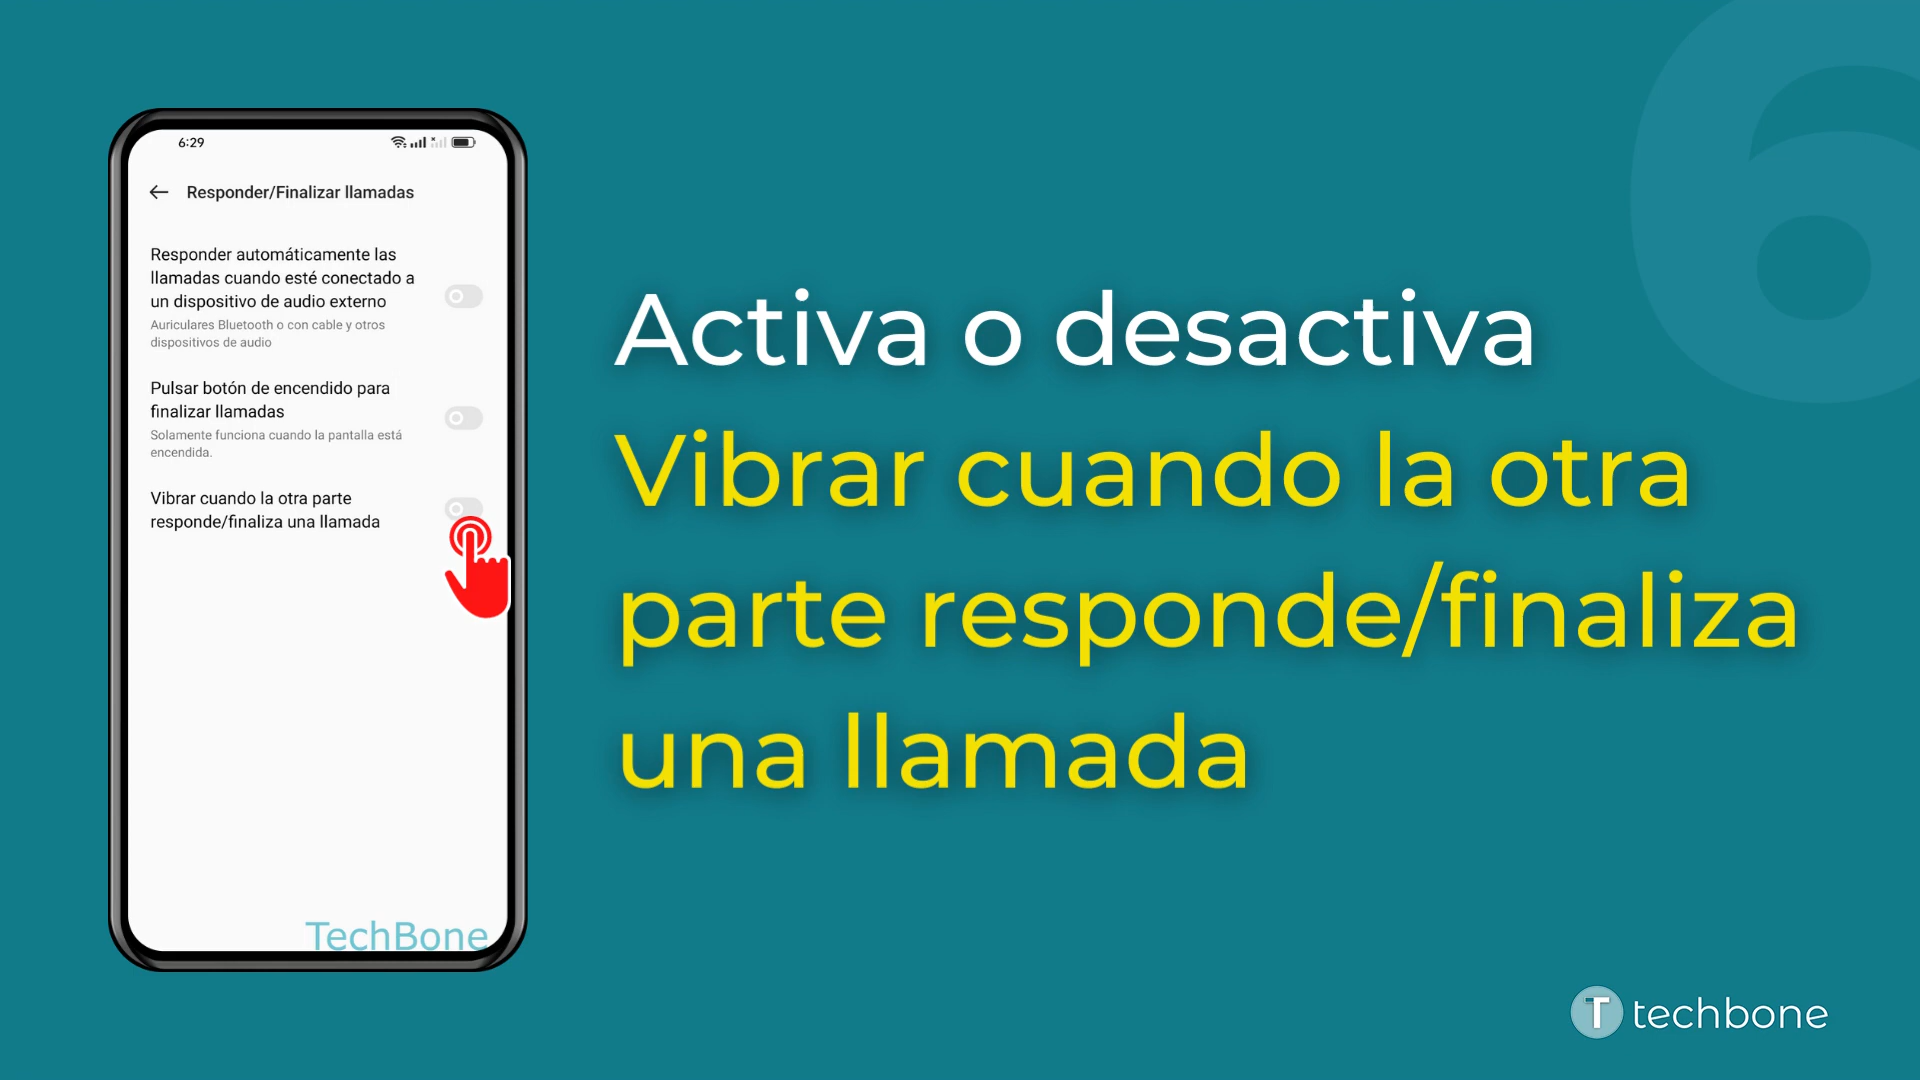 6
6:29
Responder/Finalizar llamadas
Responder automáticamente las
llamadas cuando esté conectado a
un dispositivo de audio externo
Auriculares Bluetooth o con cable y otros
dispositivos de audio
Pulsar botón de encendido para
finalizar llamadas
Solamente funciona cuando la pantalla está
encendida.
Vibrar cuando la otra parte
responde/finaliza una llamada
TechBone
Activa o desactiva
Vibrar cuando la otra
parte responde/finaliza
una llamada
T techbone